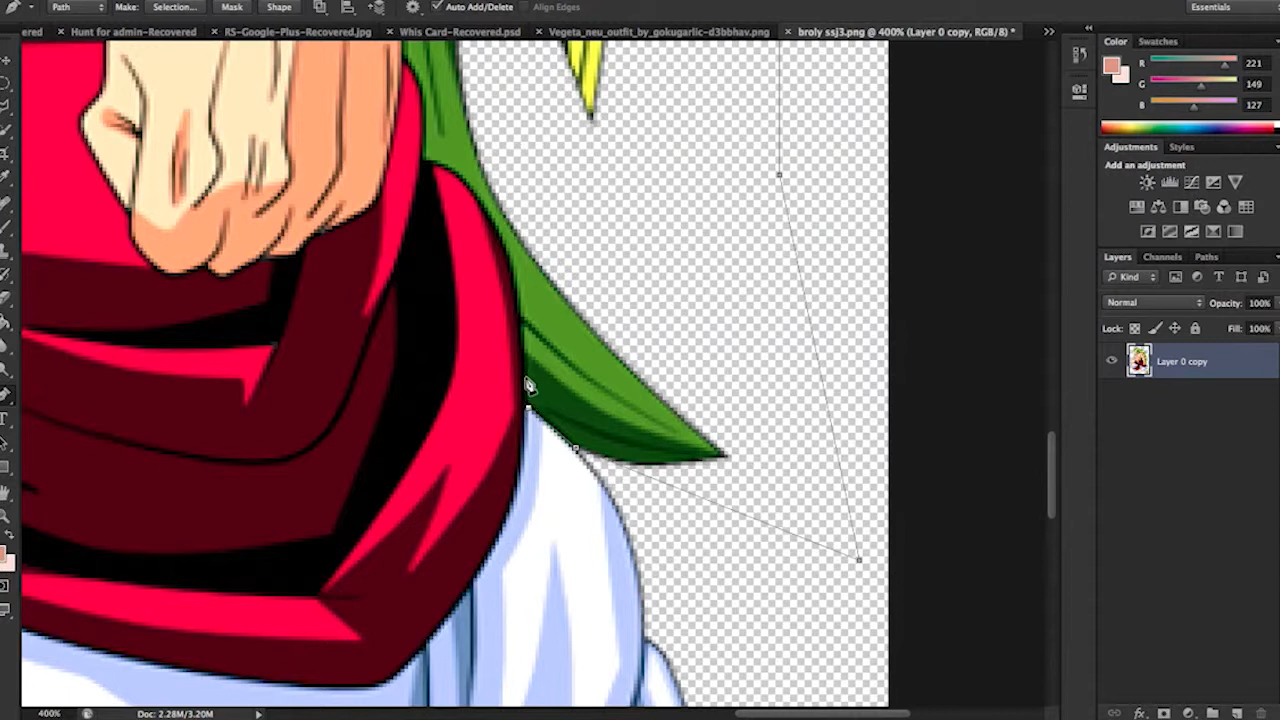 Path Make: Selection... Mask Shape Auto Add/Delete Align Edges Essentials
ered × Hunt for admin-Recovered × RS-Google-Plus-Recovered.jpg × Whis Card-Recovered.psd × Vegeta_neu_outfit_by_gokugarlic-d3bbhav.png × broly ssj3.png @ 400% (Layer 0 copy, RGB/8) *
Color Swatches
R 221
G 149
B 127
Adjustments Styles
Add an adjustment
Layers Channels Paths
Kind
Normal Opacity: 100%
Lock: Fill: 100%
Layer 0 copy
400% Doc: 2.28M/3.20M